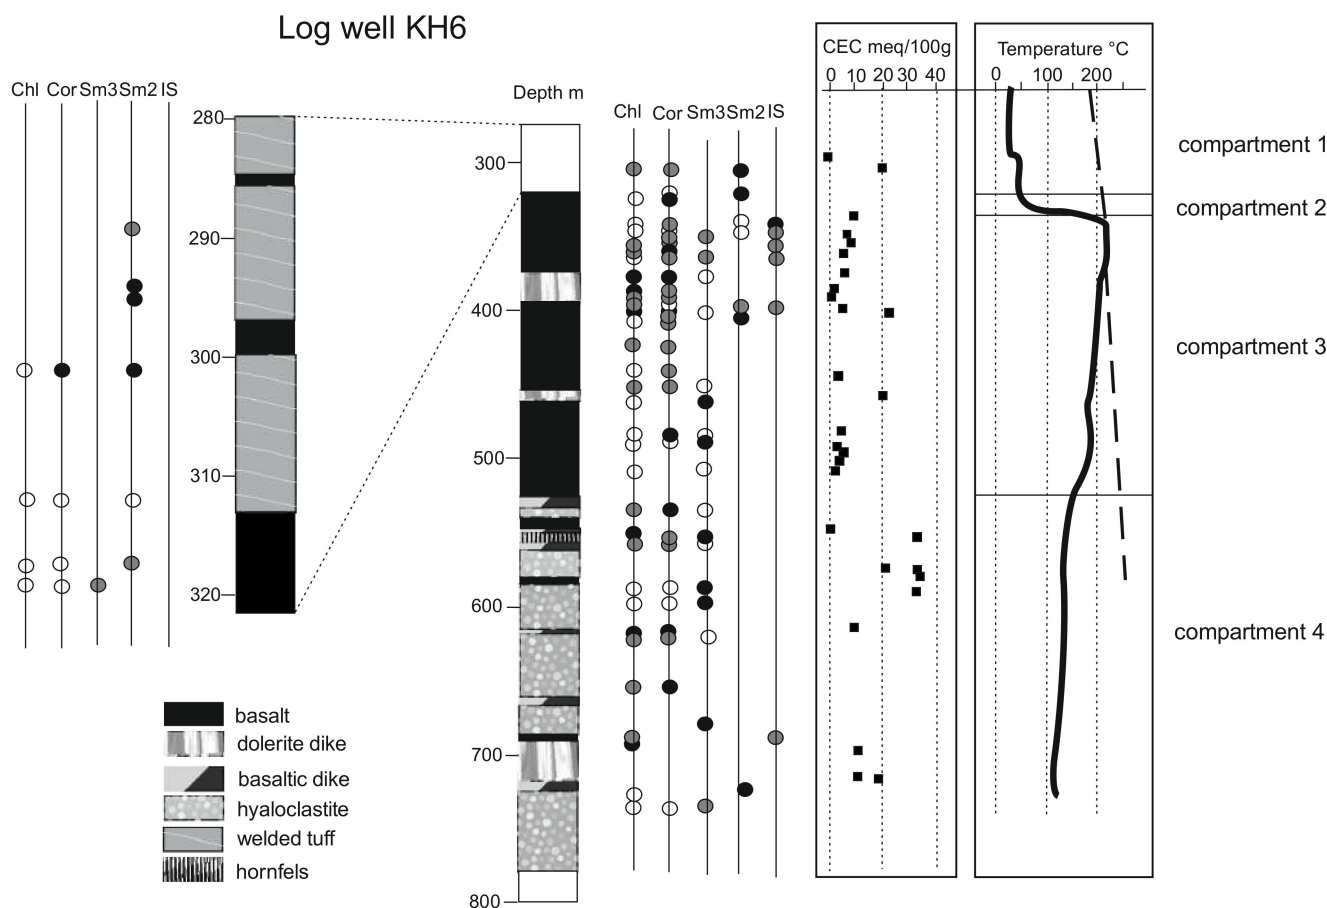 Log well KH6
CEC meq/100g
Temperature °C
0 10 20 30 40
0 100 200
Chl Cor Sm3 Sm2 IS
Depth m
Chl Cor Sm3 Sm2 IS
280
290
300
310
320
300
400
500
600
700
800
compartment 1
compartment 2
compartment 3
compartment 4
basalt
dolerite dike
basaltic dike
hyaloclastite
welded tuff
hornfels